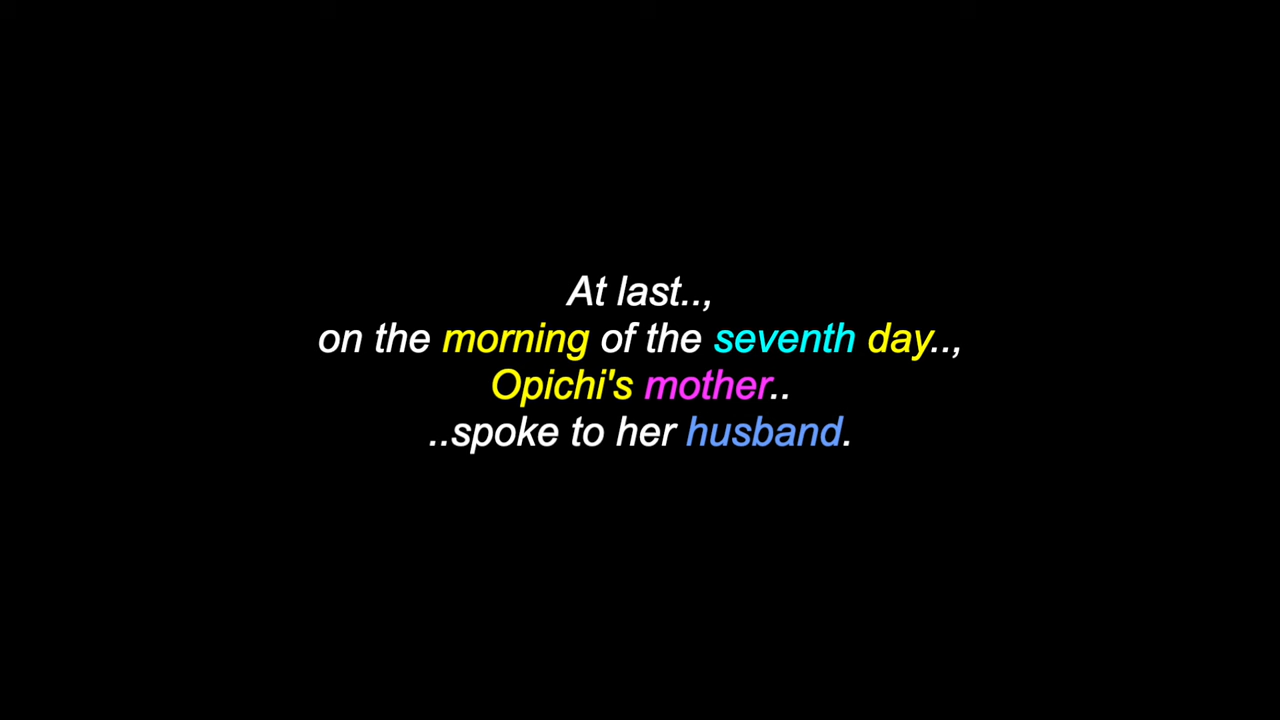 At last..,
on the morning of the seventh day..,
Opichi's mother..
..spoke to her husband.